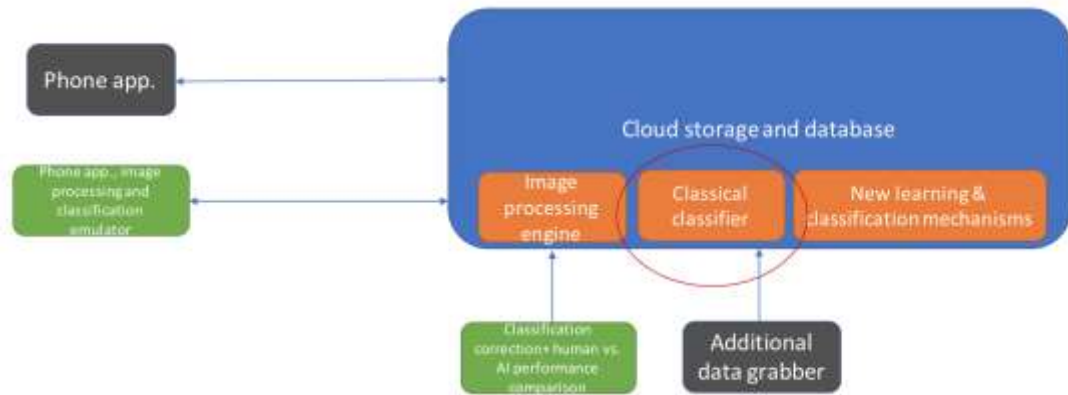 Phone app.
Cloud storage and database
Phone app., image
processing and
classification
emulator
Image
processing
engine
Classical
classifier
New learning &
classification mechanisms
Classification
correction+ human vs.
AI performance
comparison
Additional
data grabber